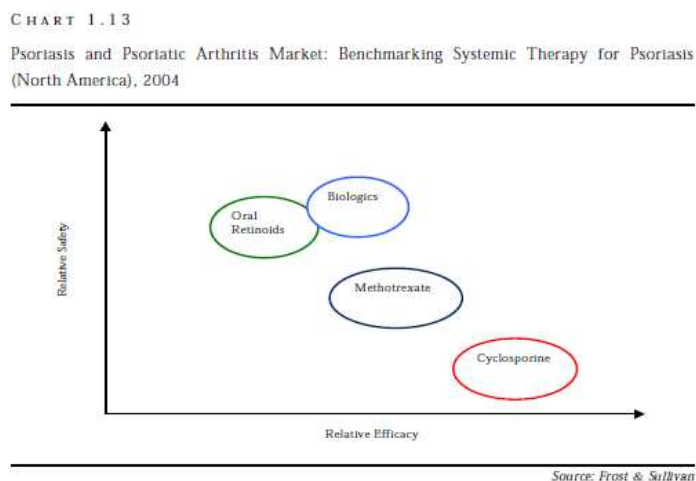 CHART 1.13
Psoriasis and Psoriatic Arthritis Market: Benchmarking Systemic Therapy for Psoriasis
(North America), 2004
Relative Safety
Biologics
Oral
Retinoids
Methotrexate
Cyclosporine
Relative Efficacy
Source: Frost & Sullivan